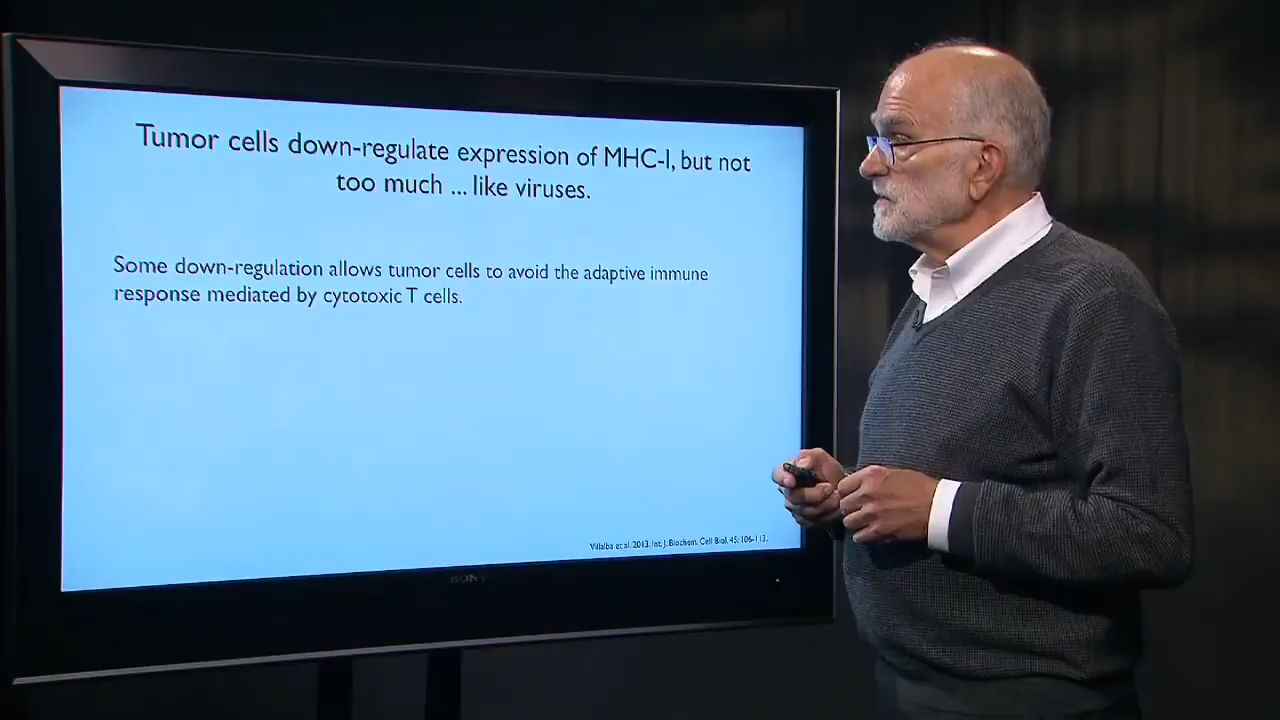 Tumor cells down-regulate expression of MHC-I, but not
too much ... like viruses.
Some down-regulation allows tumor cells to avoid the adaptive immune
response mediated by cytotoxic T cells.
Villalba et al. 2013. Int. J. Biochem. Cell Biol. 45: 106-113.
SONY